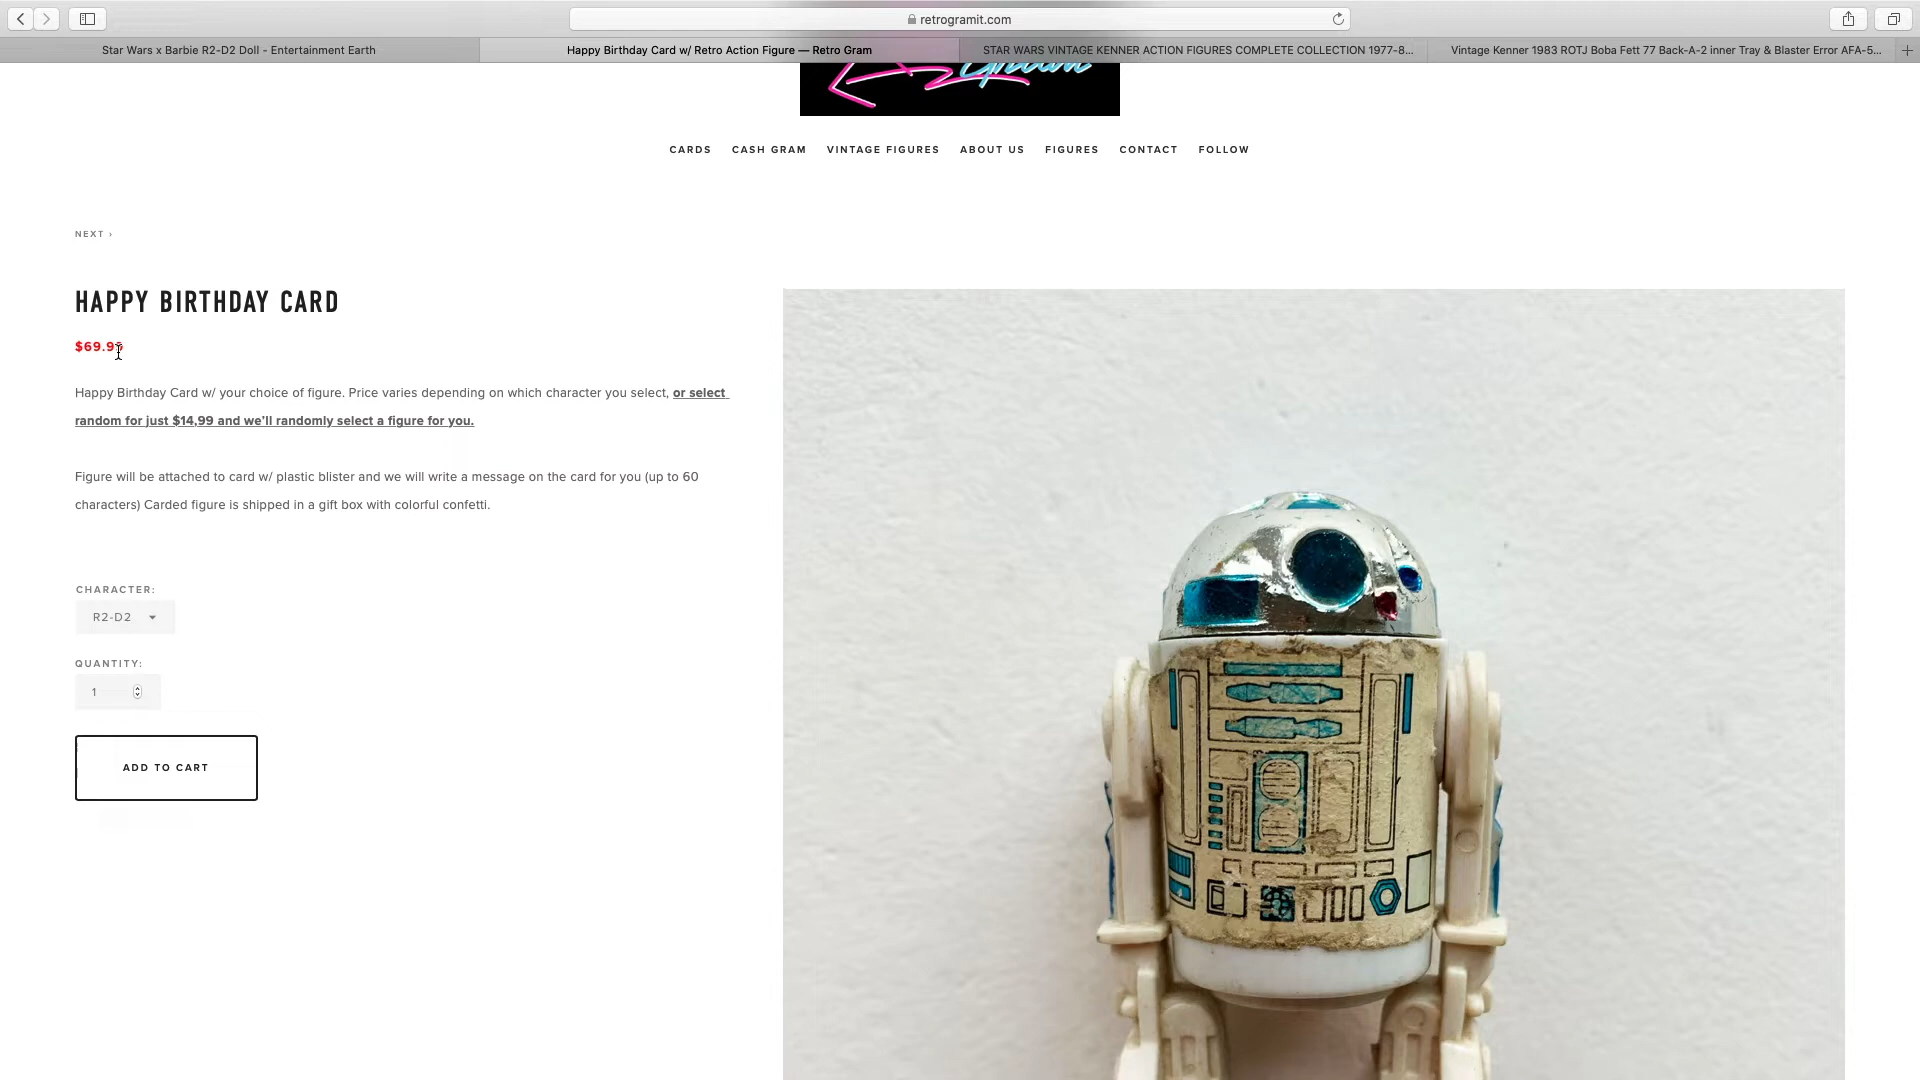 retrogramit.com
Star Wars x Barbie R2-D2 Doll - Entertainment Earth
Happy Birthday Card w/ Retro Action Figure — Retro Gram
STAR WARS VINTAGE KENNER ACTION FIGURES COMPLETE COLLECTION 1977-8...
Vintage Kenner 1983 ROTJ Boba Fett 77 Back-A-2 inner Tray & Blaster Error AFA-5...
CARDS CASH GRAM VINTAGE FIGURES ABOUT US FIGURES CONTACT FOLLOW
NEXT ›
HAPPY BIRTHDAY CARD
Happy Birthday Card w/ your choice of figure. Price varies depending on which character you select, or select
random for just $14,99 and we'll randomly select a figure for you.
Figure will be attached to card w/ plastic blister and we will write a message on the card for you (up to 60
characters) Carded figure is shipped in a gift box with colorful confetti.
CHARACTER:
R2-D2
QUANTITY:
1
ADD TO CART